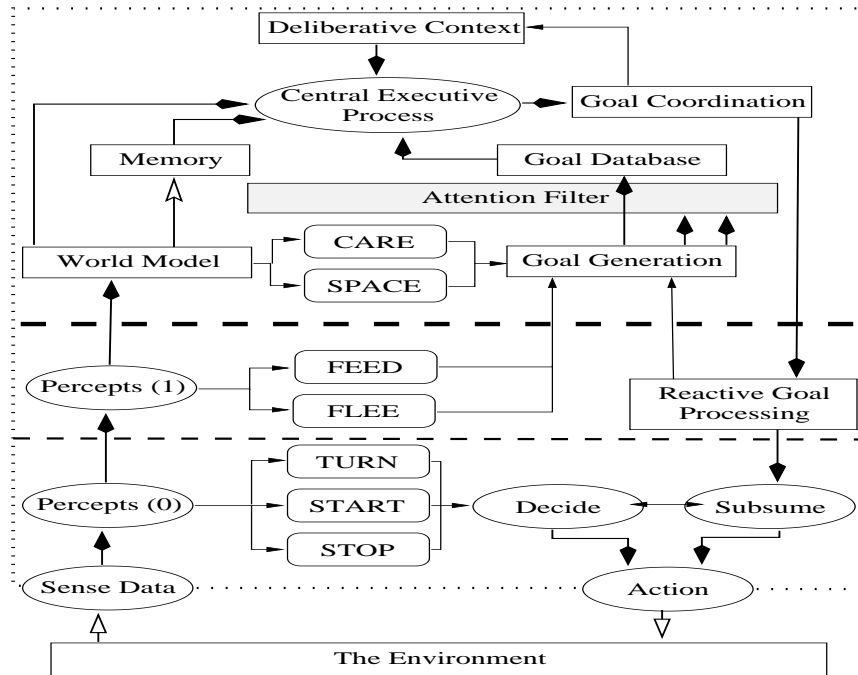 Deliberative Context
Central Executive
Process
Goal Coordination
Memory
Goal Database
Attention Filter
World Model
CARE
SPACE
Goal Generation
Percepts (1)
FEED
FLEE
Reactive Goal
Processing
Percepts (0)
TURN
START
STOP
Decide
Subsume
Sense Data
Action
The Environment